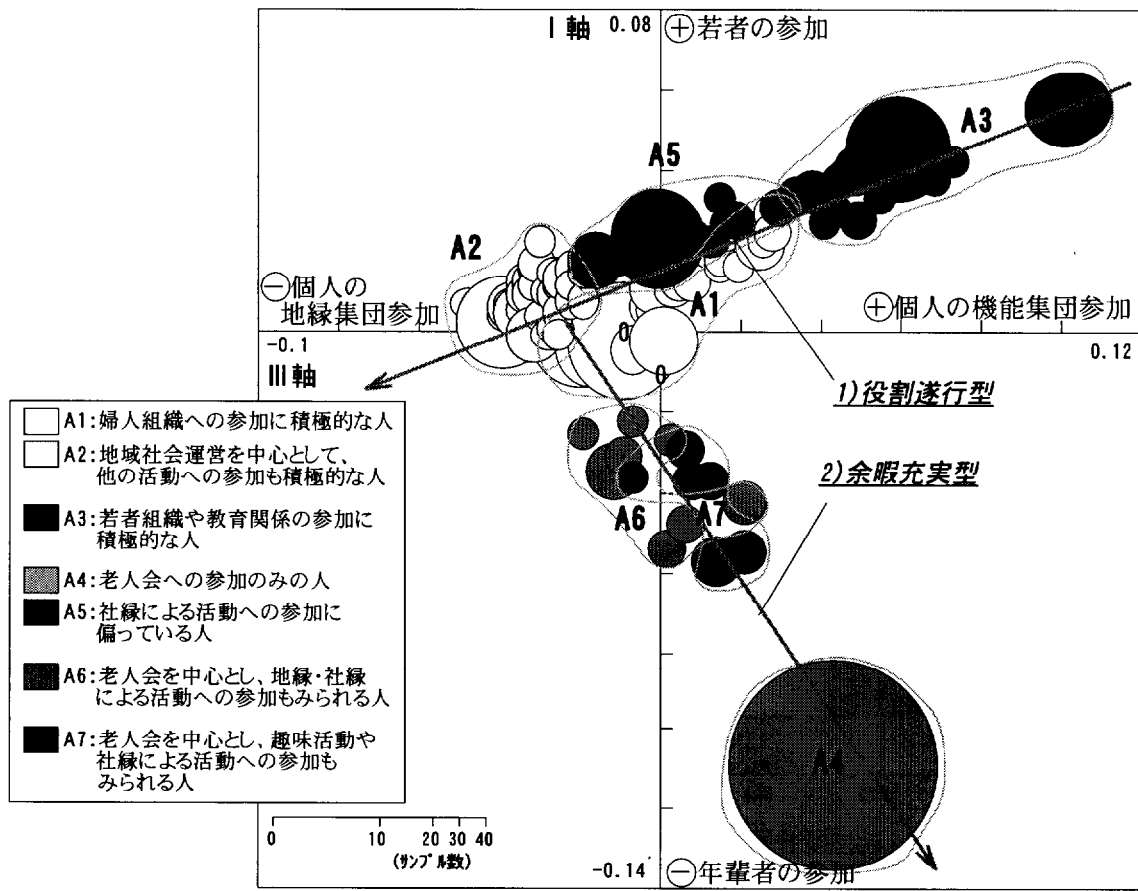 I 軸
0.08
+若者の参加
A3
A5
A2
-個人の
地縁集団参加
A1
+個人の機能集団参加
0
-0.1
0.12
III軸
0
1)役割遂行型
A1:婦人組織への参加に積極的な人
A2:地域社会運営を中心として、
他の活動への参加も積極的な人
A3:若者組織や教育関係の参加に
積極的な人
A4:老人会への参加のみの人
A5:社縁による活動への参加に
偏っている人
A6:老人会を中心とし、地縁・社縁
による活動への参加もみられる人
A7:老人会を中心とし、趣味活動や
社縁による活動への参加も
みられる人
2)余暇充実型
A6
A7
A4
0 10 20 30 40
(サンプル数)
-0.14
-年輩者の参加